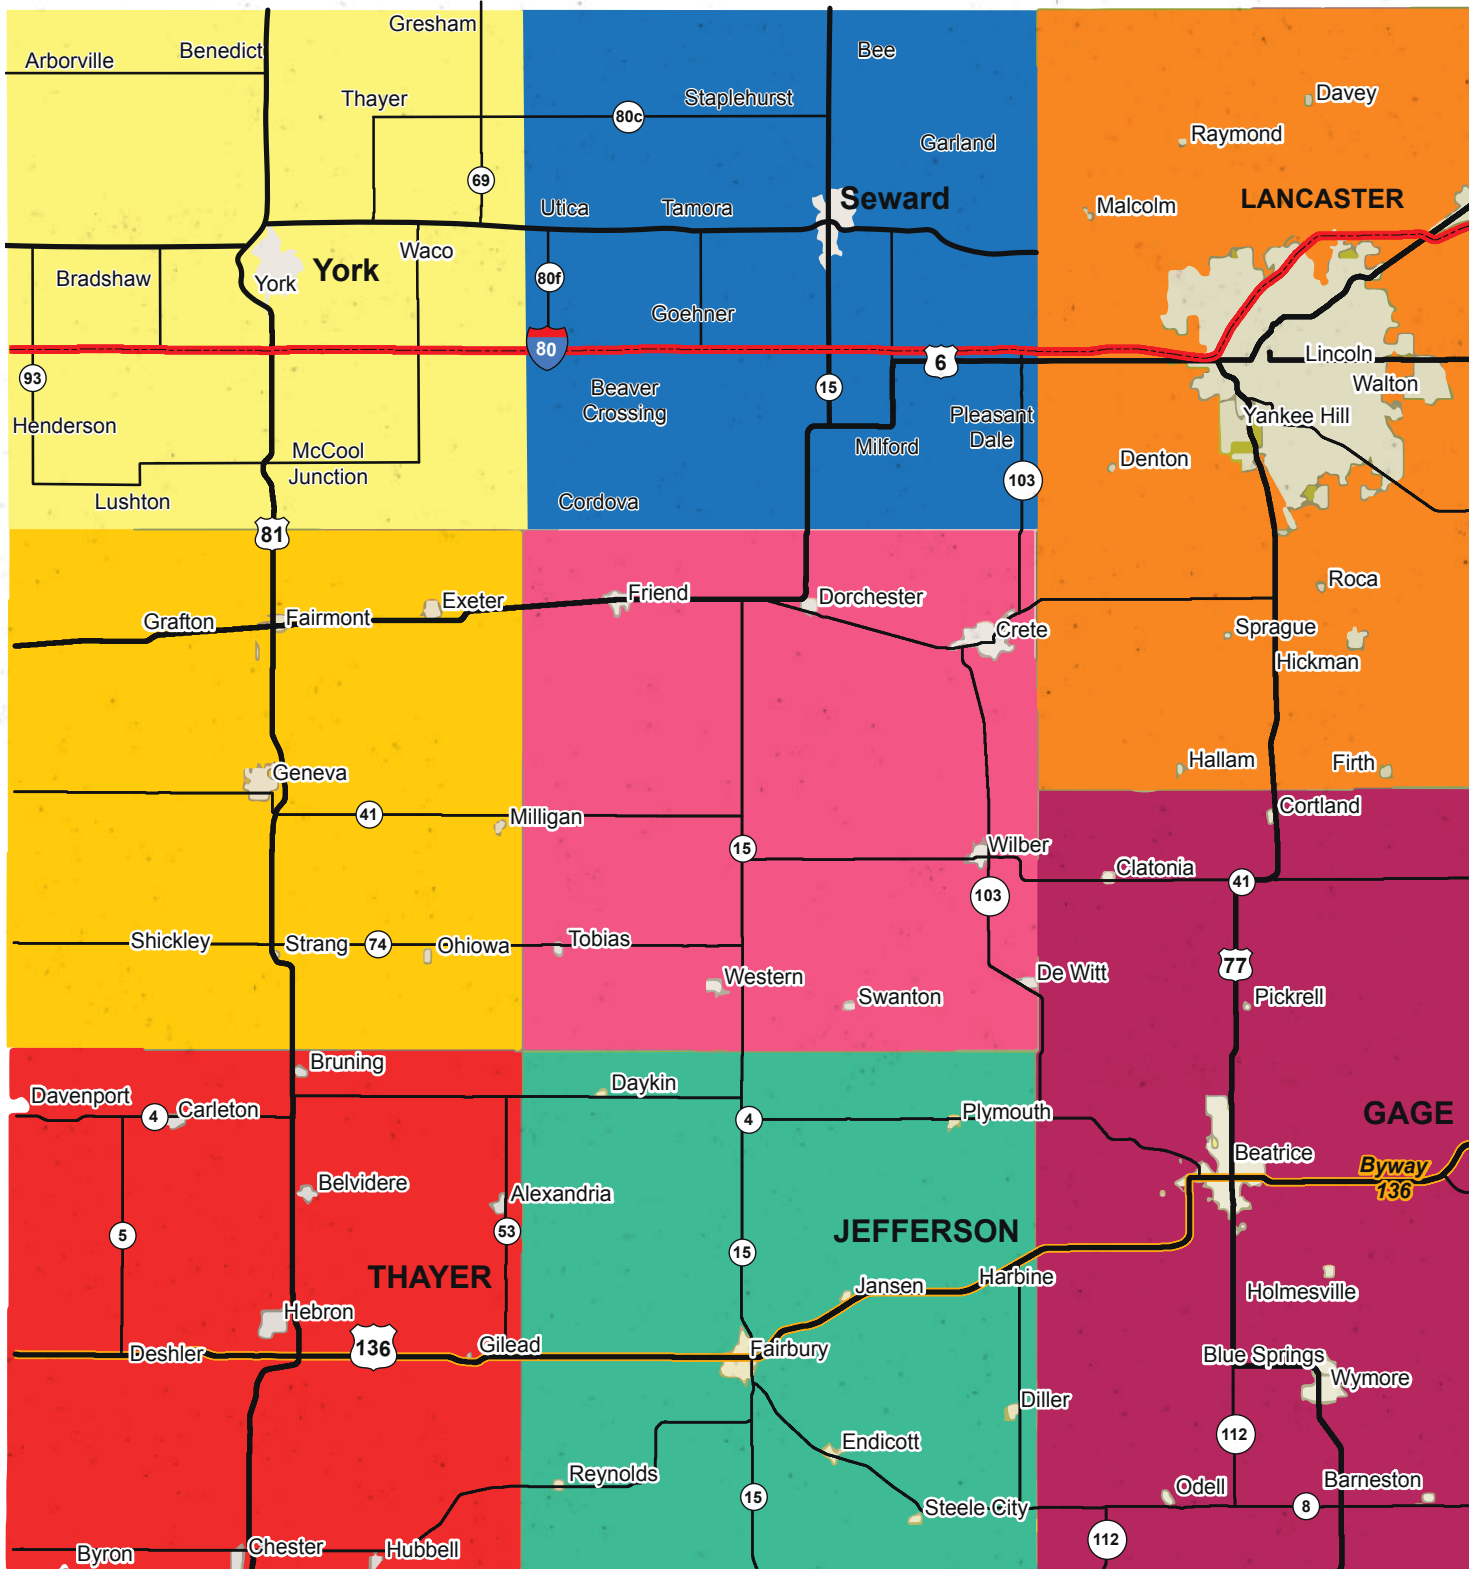 Gresham
Benedict
Bee
Arborville
Thayer
Staplehurst
Davey
80c
Raymond
Garland
69
Seward
LANCASTER
Utica
Tamora
Malcolm
Waco
York
Bradshaw
York
80f
Goehner
80
6
Lincoln
93
15
Beaver
Crossing
Walton
Henderson
Pleasant
Dale
Yankee Hill
McCool
Junction
Milford
Denton
103
Lushton
Cordova
81
Roca
Friend
Exeter
Dorchester
Grafton
Fairmont
Crete
Sprague
Hickman
Geneva
Hallam
Firth
Cortland
41
Milligan
15
Wilber
Clatonia
41
103
Shickley
Strang
74
Ohiowa
Tobias
77
Western
De Witt
Swanton
Pickrell
Bruning
Daykin
Davenport
4
Carleton
4
Plymouth
GAGE
Beatrice
Byway
136
Belvidere
Alexandria
5
53
JEFFERSON
15
THAYER
Harbine
Jansen
Holmesville
Hebron
136
Gilead
Fairbury
Deshler
Blue Springs
Wymore
Diller
112
Endicott
Reynolds
Odell
Barneston
15
Steele City
8
112
Byron
Chester
Hubbell